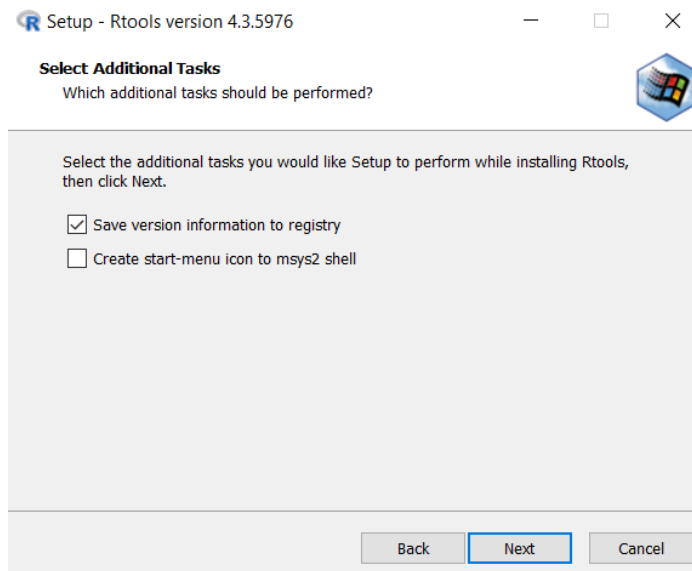 Setup - Rtools version 4.3.5976
Select Additional Tasks
Which additional tasks should be performed?
Select the additional tasks you would like Setup to perform while installing Rtools,
then click Next.
Save version information to registry
Create start-menu icon to msys2 shell
Back Next Cancel